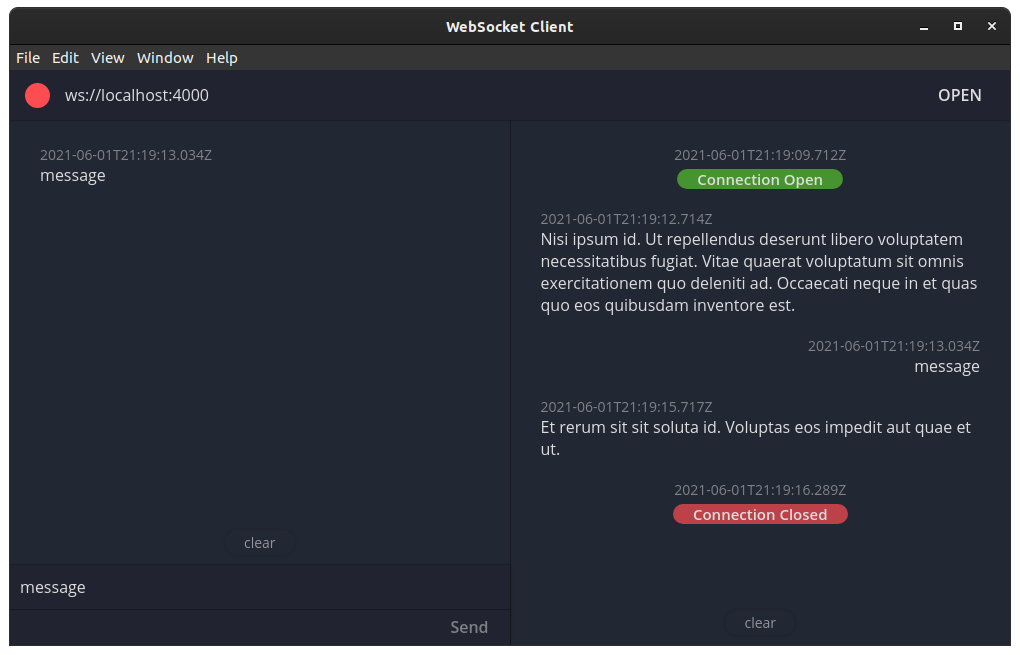 WebSocket Client
File Edit View Window Help
ws://localhost:4000
OPEN
2021-06-01T21:19:13.034Z
message
clear
message
Send
2021-06-01T21:19:09.712Z
Connection Open
2021-06-01T21:19:12.714Z
Nisi ipsum id. Ut repellendus deserunt libero voluptatem
necessitatibus fugiat. Vitae quaerat voluptatum sit omnis
exercitationem quo deleniti ad. Occaecati neque in et quas
quo eos quibusdam inventore est.
2021-06-01T21:19:13.034Z
message
2021-06-01T21:19:15.717Z
Et rerum sit sit soluta id. Voluptas eos impedit aut quae et
ut.
2021-06-01T21:19:16.289Z
Connection Closed
clear